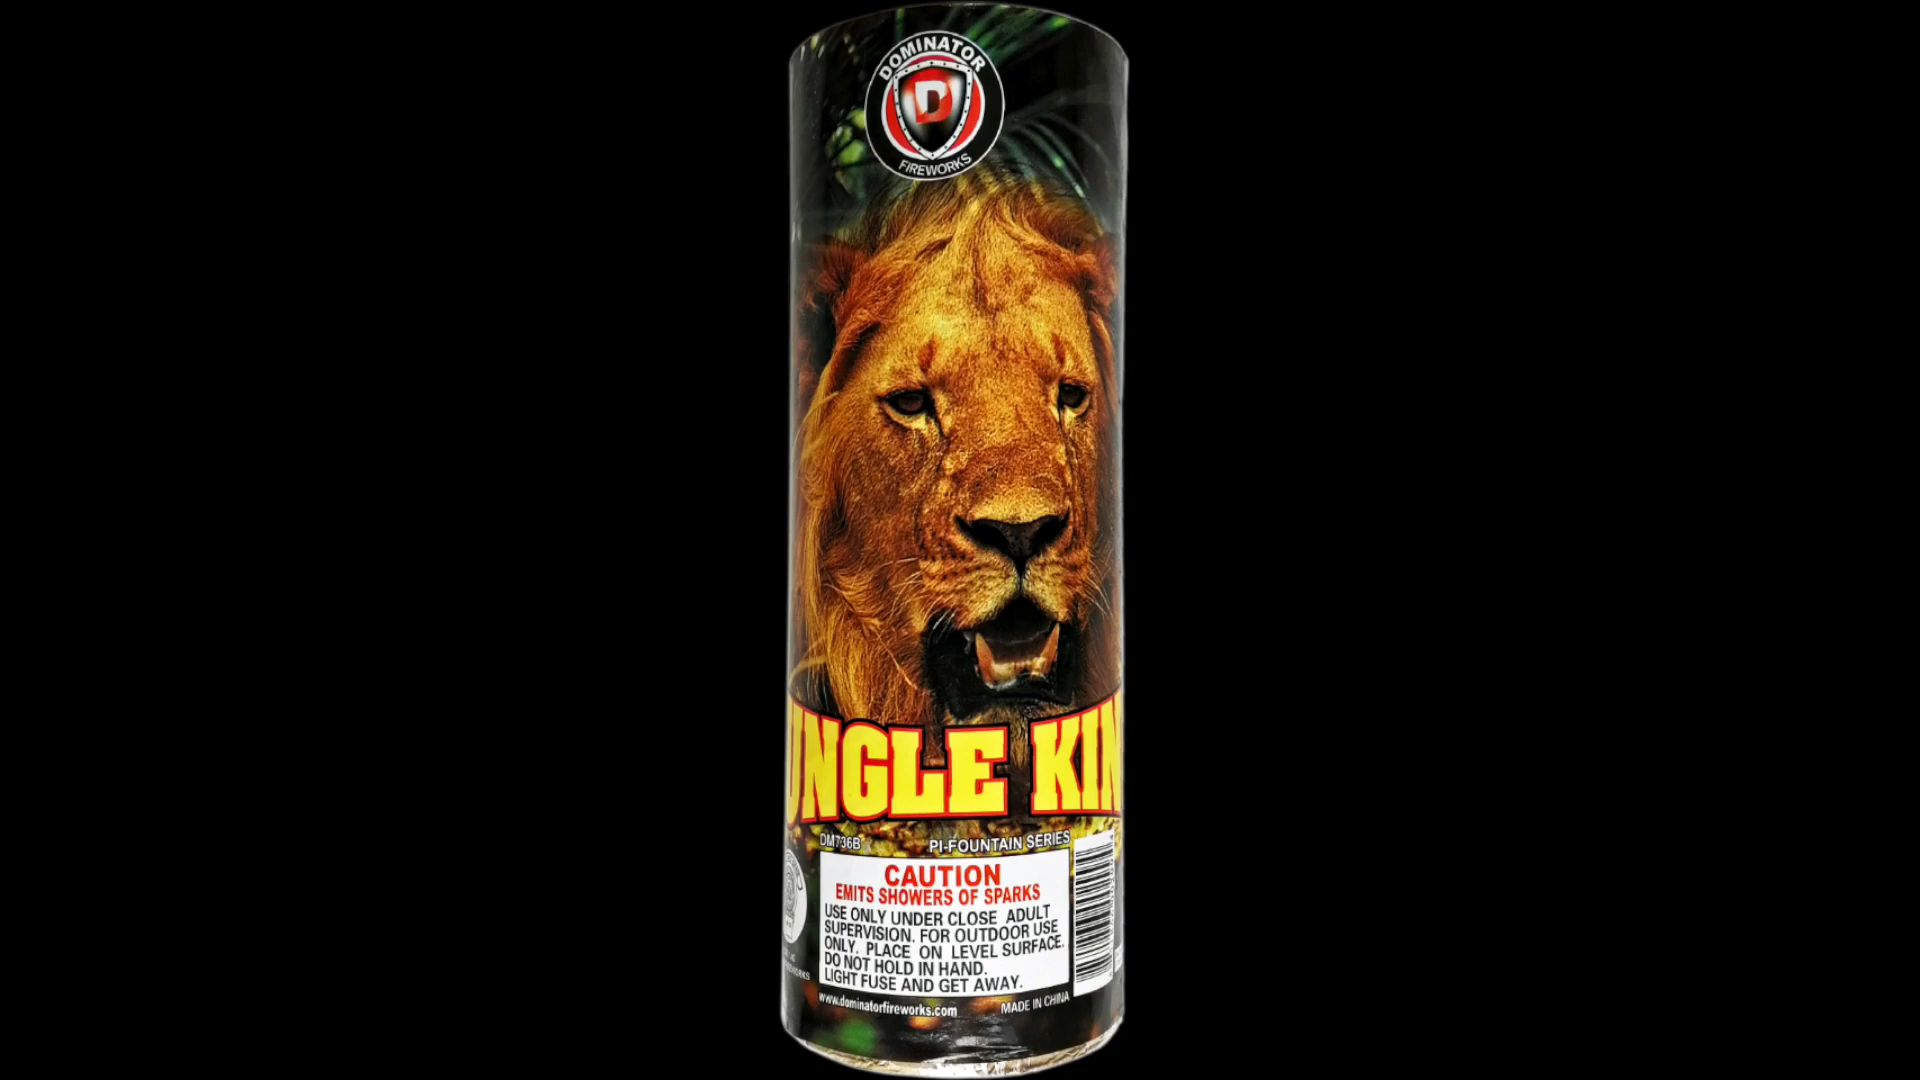 DOMINATOR
D
FIREWORKS
UNGLE KIN
DM736B PI-FOUNTAIN SERIES
CAUTION
EMITS SHOWERS OF SPARKS
USE ONLY UNDER CLOSE ADULT
SUPERVISION. FOR OUTDOOR USE
ONLY. PLACE ON LEVEL SURFACE.
DO NOT HOLD IN HAND.
LIGHT FUSE AND GET AWAY.
www.dominatorfireworks.com MADE IN CHINA